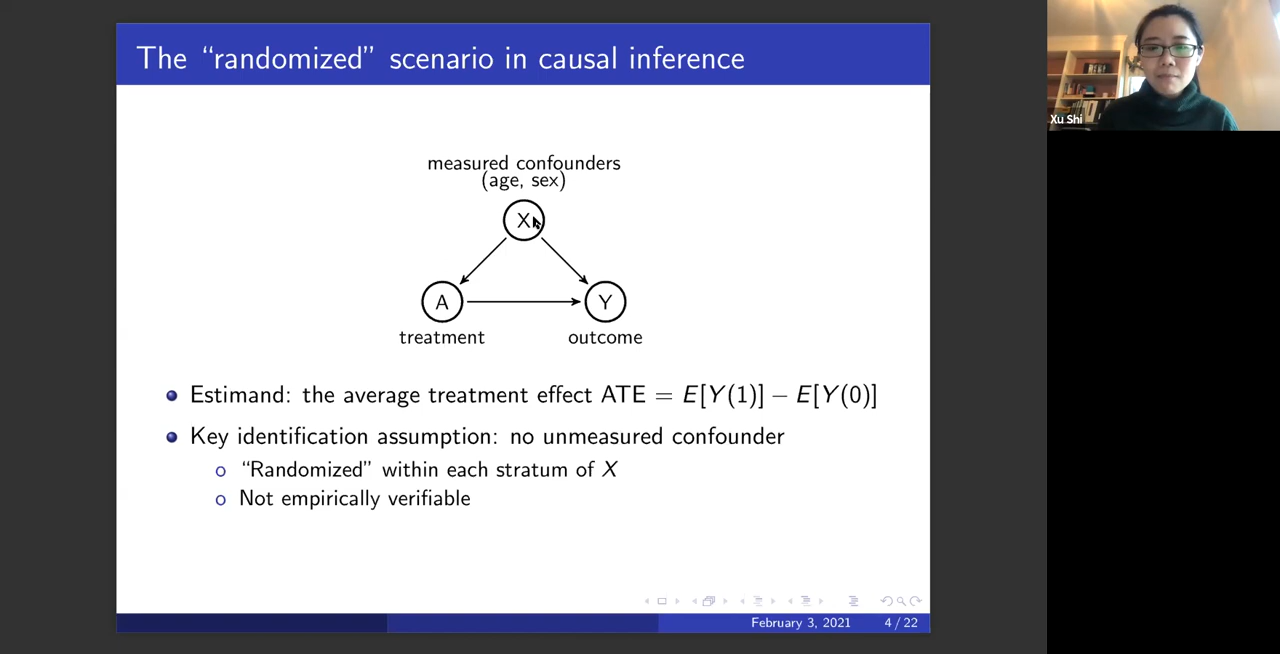 The “randomized” scenario in causal inference
Xu Shi
measured confounders
(age, sex)
X
A
Y
treatment
outcome
Estimand: the average treatment effect ATE = E[Y(1)] − E[Y(0)]
Key identification assumption: no unmeasured confounder
“Randomized” within each stratum of X
Not empirically verifiable
February 3, 2021
4 / 22